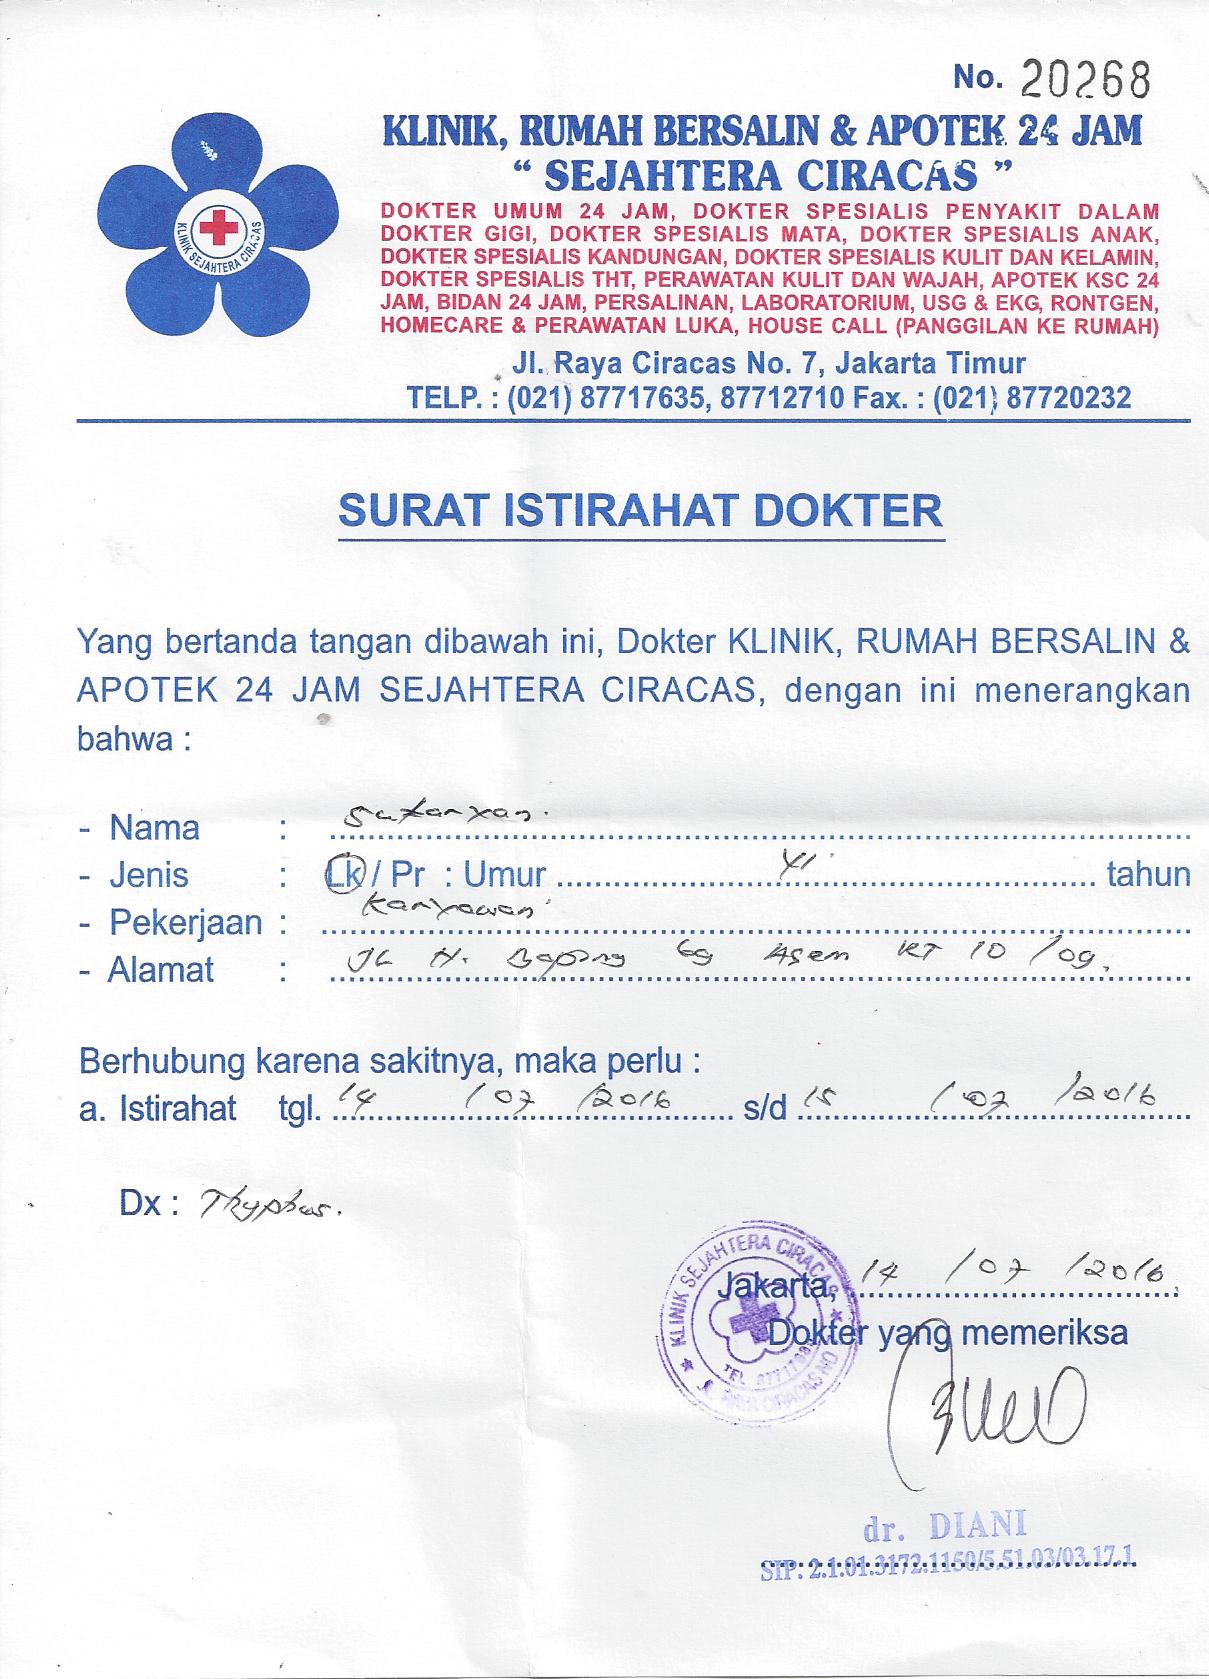 No. 20268
KLINIK, RUMAH BERSALIN & APOTEK 24 JAM
“ SEJAHTERA CIRACAS ”
KLINIK SEJAHTERA CIRACAS
DOKTER UMUM 24 JAM, DOKTER SPESIALIS PENYAKIT DALAM
DOKTER GIGI, DOKTER SPESIALIS MATA, DOKTER SPESIALIS ANAK,
DOKTER SPESIALIS KANDUNGAN, DOKTER SPESIALIS KULIT DAN KELAMIN,
DOKTER SPESIALIS THT, PERAWATAN KULIT DAN WAJAH, APOTEK KSC 24
JAM, BIDAN 24 JAM, PERSALINAN, LABORATORIUM, USG & EKG, RONTGEN,
HOMECARE & PERAWATAN LUKA, HOUSE CALL (PANGGILAN KE RUMAH)
Jl. Raya Ciracas No. 7, Jakarta Timur
TELP. : (021) 87717635, 87712710 Fax. : (021) 87720232
SURAT ISTIRAHAT DOKTER
Yang bertanda tangan dibawah ini, Dokter KLINIK, RUMAH BERSALIN &
APOTEK 24 JAM SEJAHTERA CIRACAS, dengan ini menerangkan
bahwa :
- Nama :
- Jenis : Lk / Pr : Umur 41 tahun
- Pekerjaan : Karyawan
- Alamat : JL H. Baping Gg Asem RT 10 / 09.
Berhubung karena sakitnya, maka perlu :
a. Istirahat tgl. 14 / 07 / 2016 s/d 15 / 07 / 2016
Dx : Thyphus.
KLINIK SEJAHTERA CIRACAS
JL. RAYA CIRACAS NO
Jakarta, 14 / 07 / 2016
Dokter yang memeriksa
dr. DIANI
SIP: 2.1.01.3172.1150/5.51.03/03.17.1